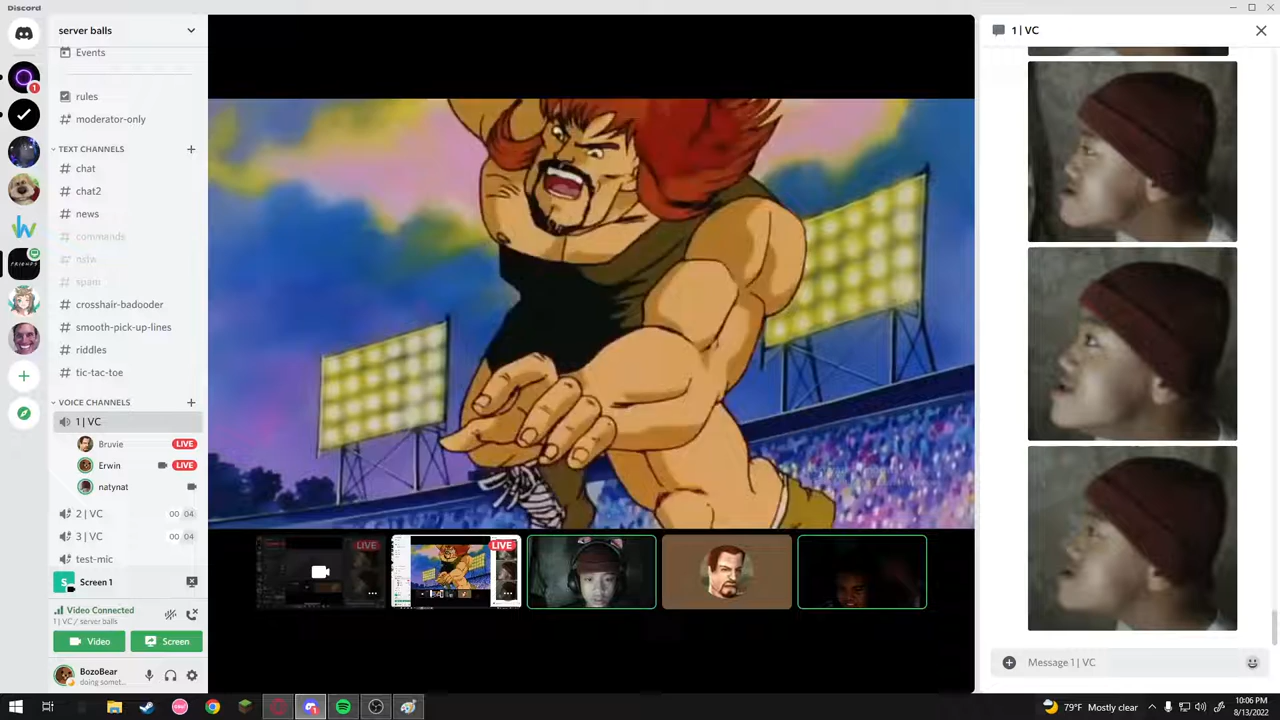 Discord
server balls
1 | VC
Events
rules
moderator-only
TEXT CHANNELS
chat
chat2
news
commands
nsfw
spam
crosshair-badooder
smooth-pick-up-lines
riddles
tic-tac-toe
VOICE CHANNELS
1 | VC
Bruvie LIVE
Erwin LIVE
natynat
2 | VC 00 04
3 | VC 00 04
test-mic
S Screen 1
Video Connected
1 | VC / server balls
Video Screen
BozoBear
doing somet...
1
FRIENDS
LIVE
LIVE
Message 1 | VC
79°F Mostly clear
10:06 PM
8/13/2022